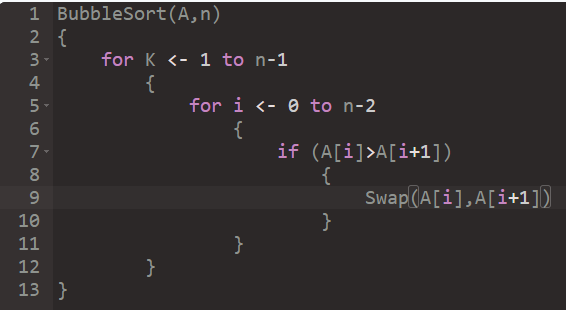 1 BubbleSort(A,n)
2 {
3 for K <- 1 to n-1
4 {
5 for i <- 0 to n-2
6 {
7 if (A[i]>A[i+1])
8 {
9 Swap(A[i],A[i+1])
10 }
11 }
12 }
13 }